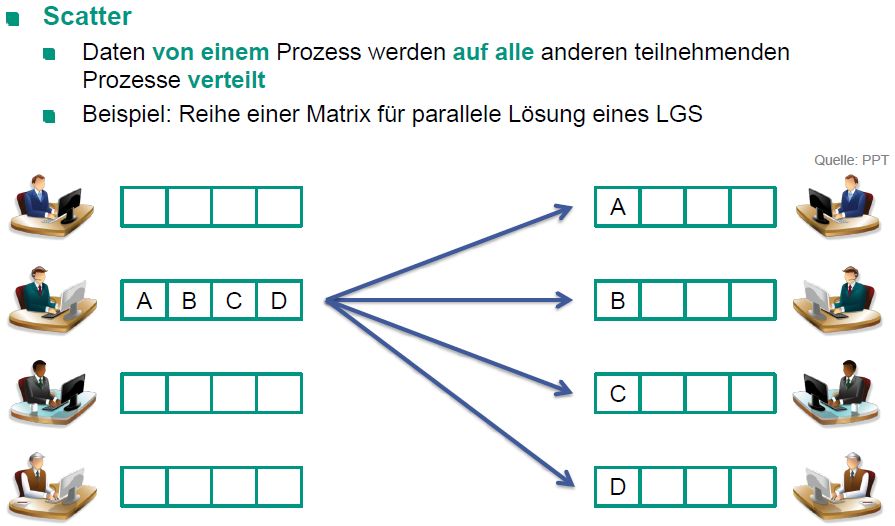 Scatter
Daten von einem Prozess werden auf alle anderen teilnehmenden
Prozesse verteilt
Beispiel: Reihe einer Matrix für parallele Lösung eines LGS
Quelle: PPT
A
A B C D
B
C
D